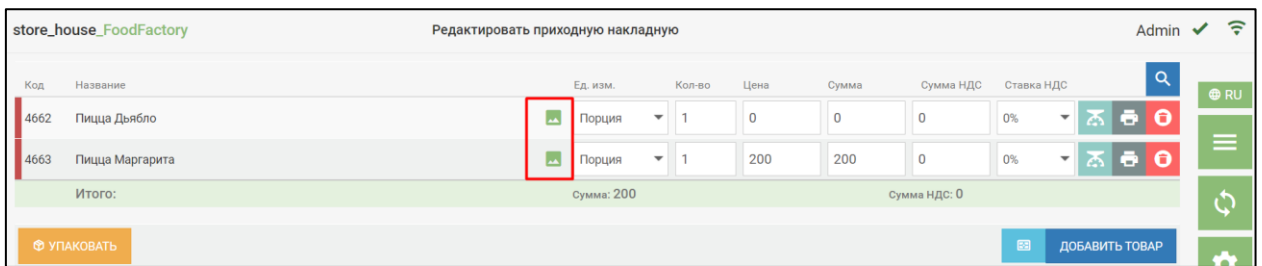 store_house_FoodFactory Редактировать приходную накладную Admin
Код Название Ед. изм. Кол-во Цена Сумма Сумма НДС Ставка НДС
RU
4662 Пицца Дьябло Порция 1 0 0 0 0%
4663 Пицца Маргарита Порция 1 200 200 0 0%
Итого: Сумма: 200 Сумма НДС: 0
УПАКОВАТЬ ДОБАВИТЬ ТОВАР